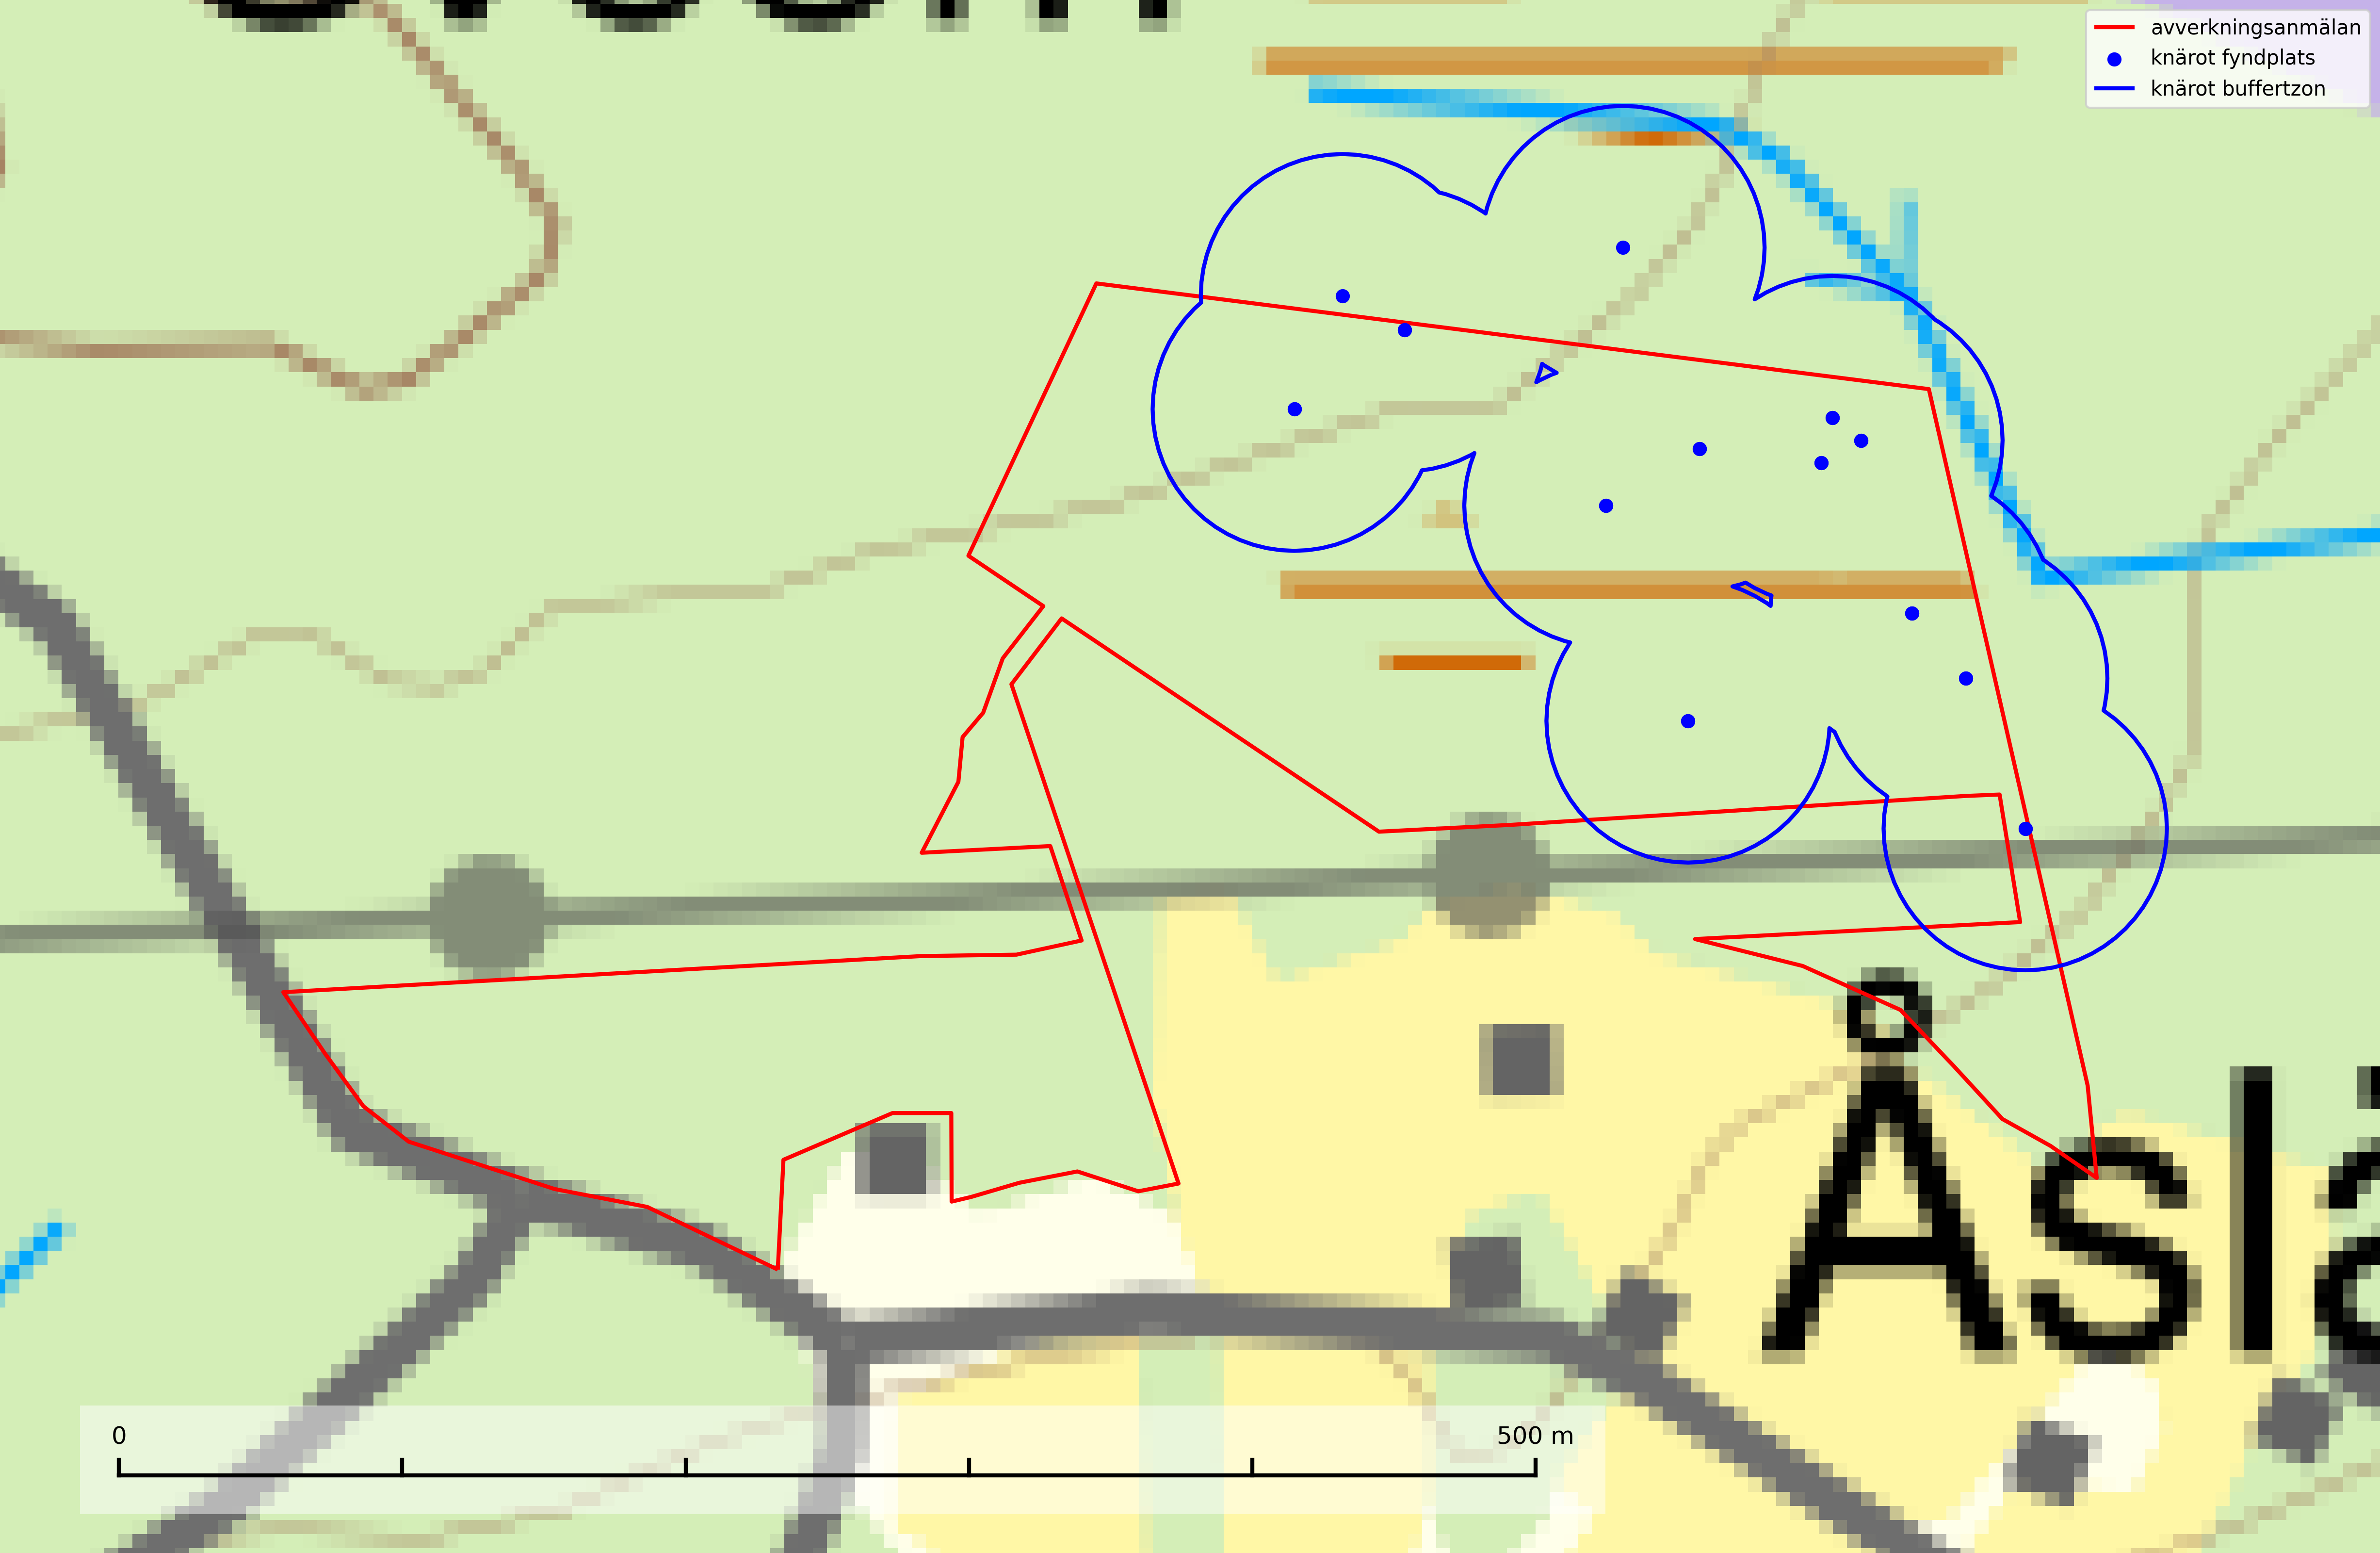 avverkningsanmälan
knärot fyndplats
knärot buffertzon
0
500 m